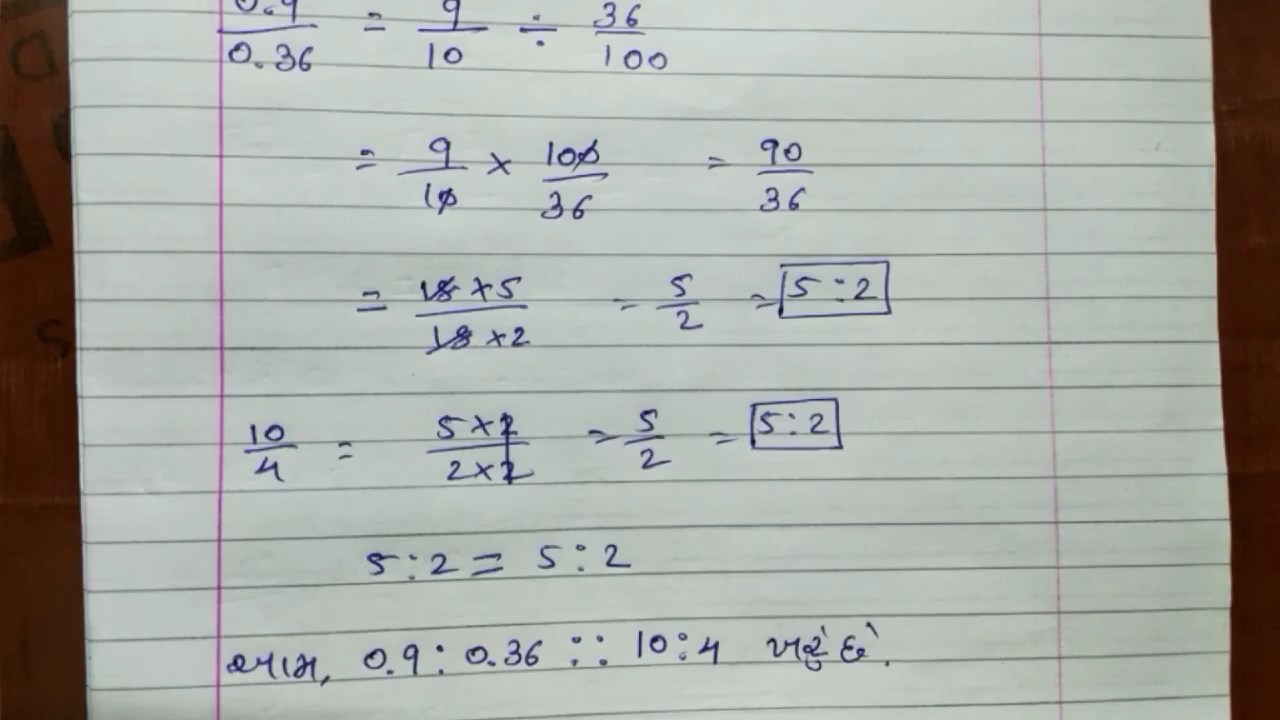 0.9/0.36 = 9/10 ÷ 36/100
= 9/10 × 100/36 = 90/36
= 18×5/18×2 = 5/2 = 5:2
10/4 = 5×2/2×2 = 5/2 = 5:2
5:2 = 5:2
આમ, 0.9 : 0.36 :: 10:4 ખરું છે.